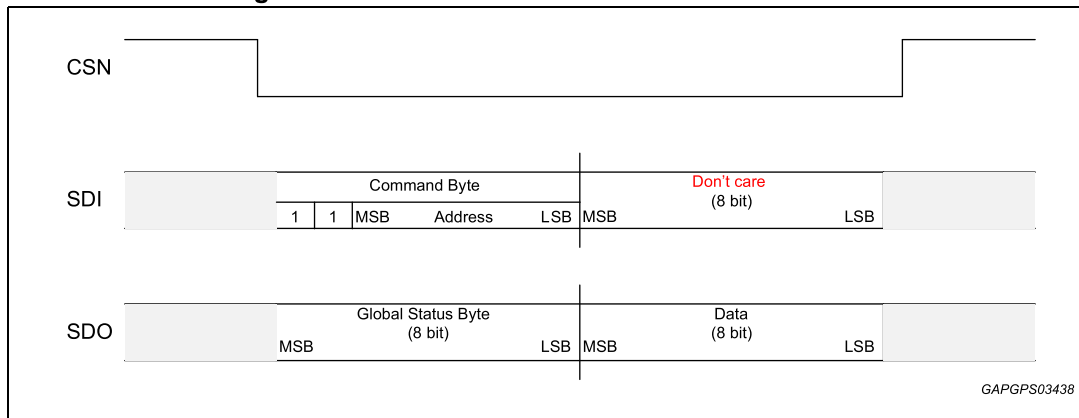 CSN
SDI
Command Byte
1 1 MSB Address LSB
Don't care
(8 bit)
MSB LSB
SDO
Global Status Byte
(8 bit)
MSB LSB
Data
(8 bit)
MSB LSB
GAPGPS03438